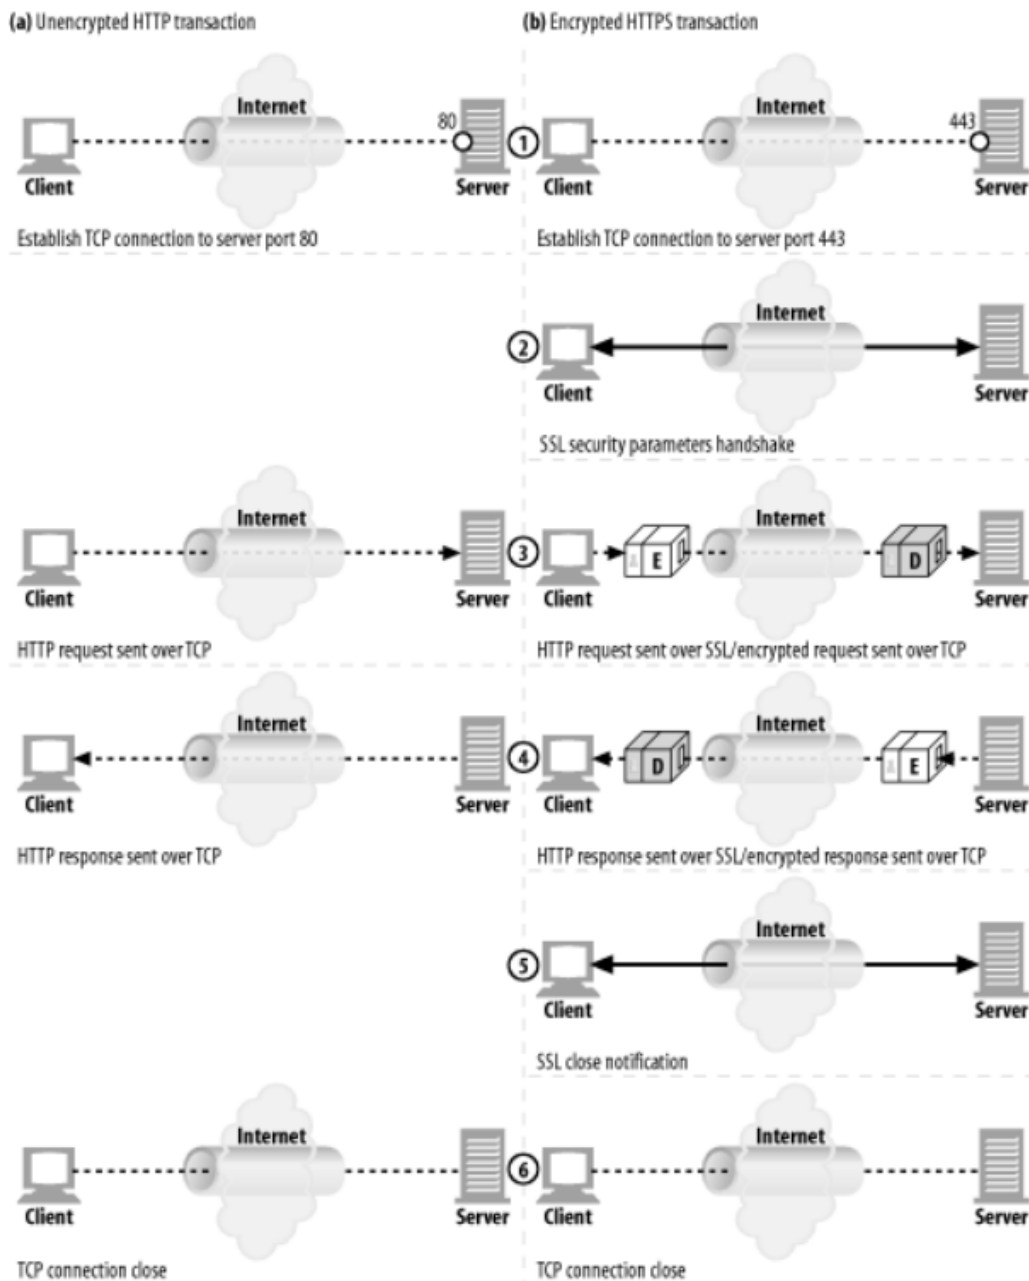 (a) Unencrypted HTTP transaction
(b) Encrypted HTTPS transaction
Internet
80
Client
Server
Establish TCP connection to server port 80
1
Internet
443
Client
Server
Establish TCP connection to server port 443
2
Internet
Client
Server
SSL security parameters handshake
Internet
Client
Server
HTTP request sent over TCP
3
Internet
E
D
Client
Server
HTTP request sent over SSL/encrypted request sent over TCP
Internet
Client
Server
HTTP response sent over TCP
4
Internet
D
E
Client
Server
HTTP response sent over SSL/encrypted response sent over TCP
5
Internet
Client
Server
SSL close notification
Internet
Client
Server
TCP connection close
6
Internet
Client
Server
TCP connection close